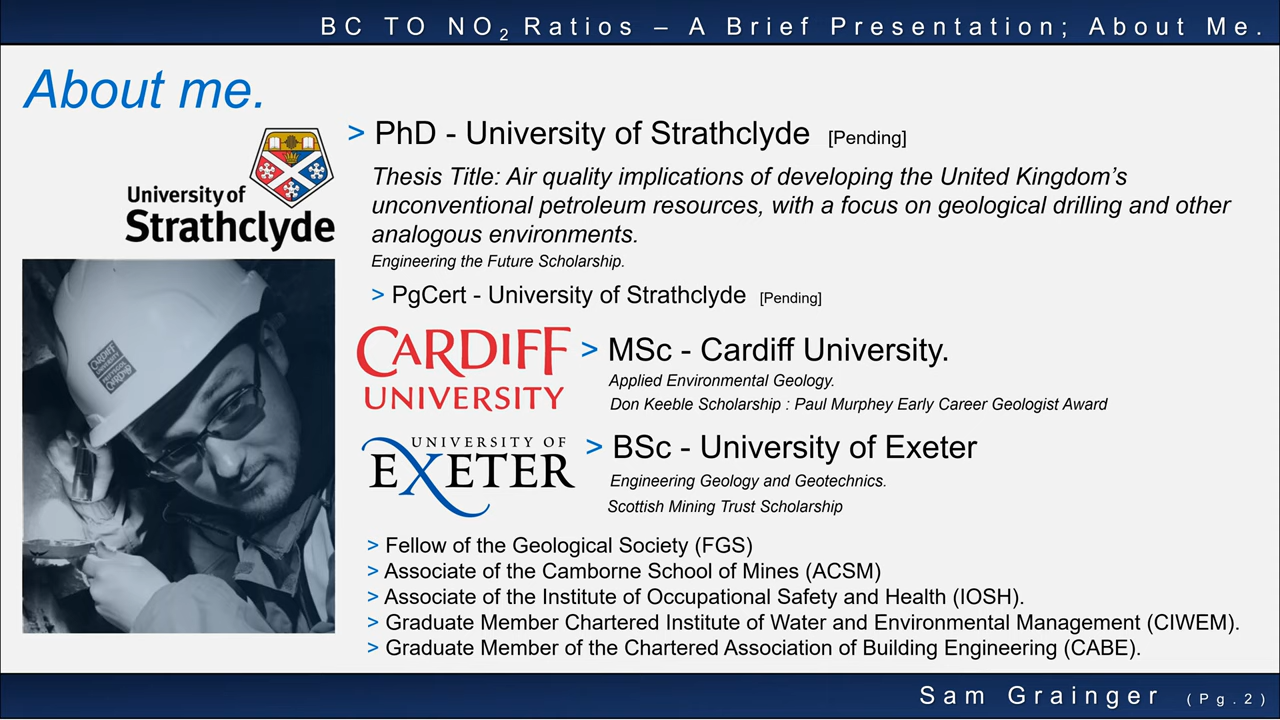 BC TO NO₂ Ratios – A Brief Presentation; About Me.
About me.
University of
Strathclyde
> PhD - University of Strathclyde [Pending]
Thesis Title: Air quality implications of developing the United Kingdom’s
unconventional petroleum resources, with a focus on geological drilling and other
analogous environments.
Engineering the Future Scholarship.
> PgCert - University of Strathclyde [Pending]
CARDIFF
UNIVERSITY
> MSc - Cardiff University.
Applied Environmental Geology.
Don Keeble Scholarship : Paul Murphey Early Career Geologist Award
UNIVERSITY OF
EXETER
> BSc - University of Exeter
Engineering Geology and Geotechnics.
Scottish Mining Trust Scholarship
> Fellow of the Geological Society (FGS)
> Associate of the Camborne School of Mines (ACSM)
> Associate of the Institute of Occupational Safety and Health (IOSH).
> Graduate Member Chartered Institute of Water and Environmental Management (CIWEM).
> Graduate Member of the Chartered Association of Building Engineering (CABE).
CARDIFF
UNIVERSITY
PRIFYSGOL
CAERDYDD
Sam Grainger (Pg.2)